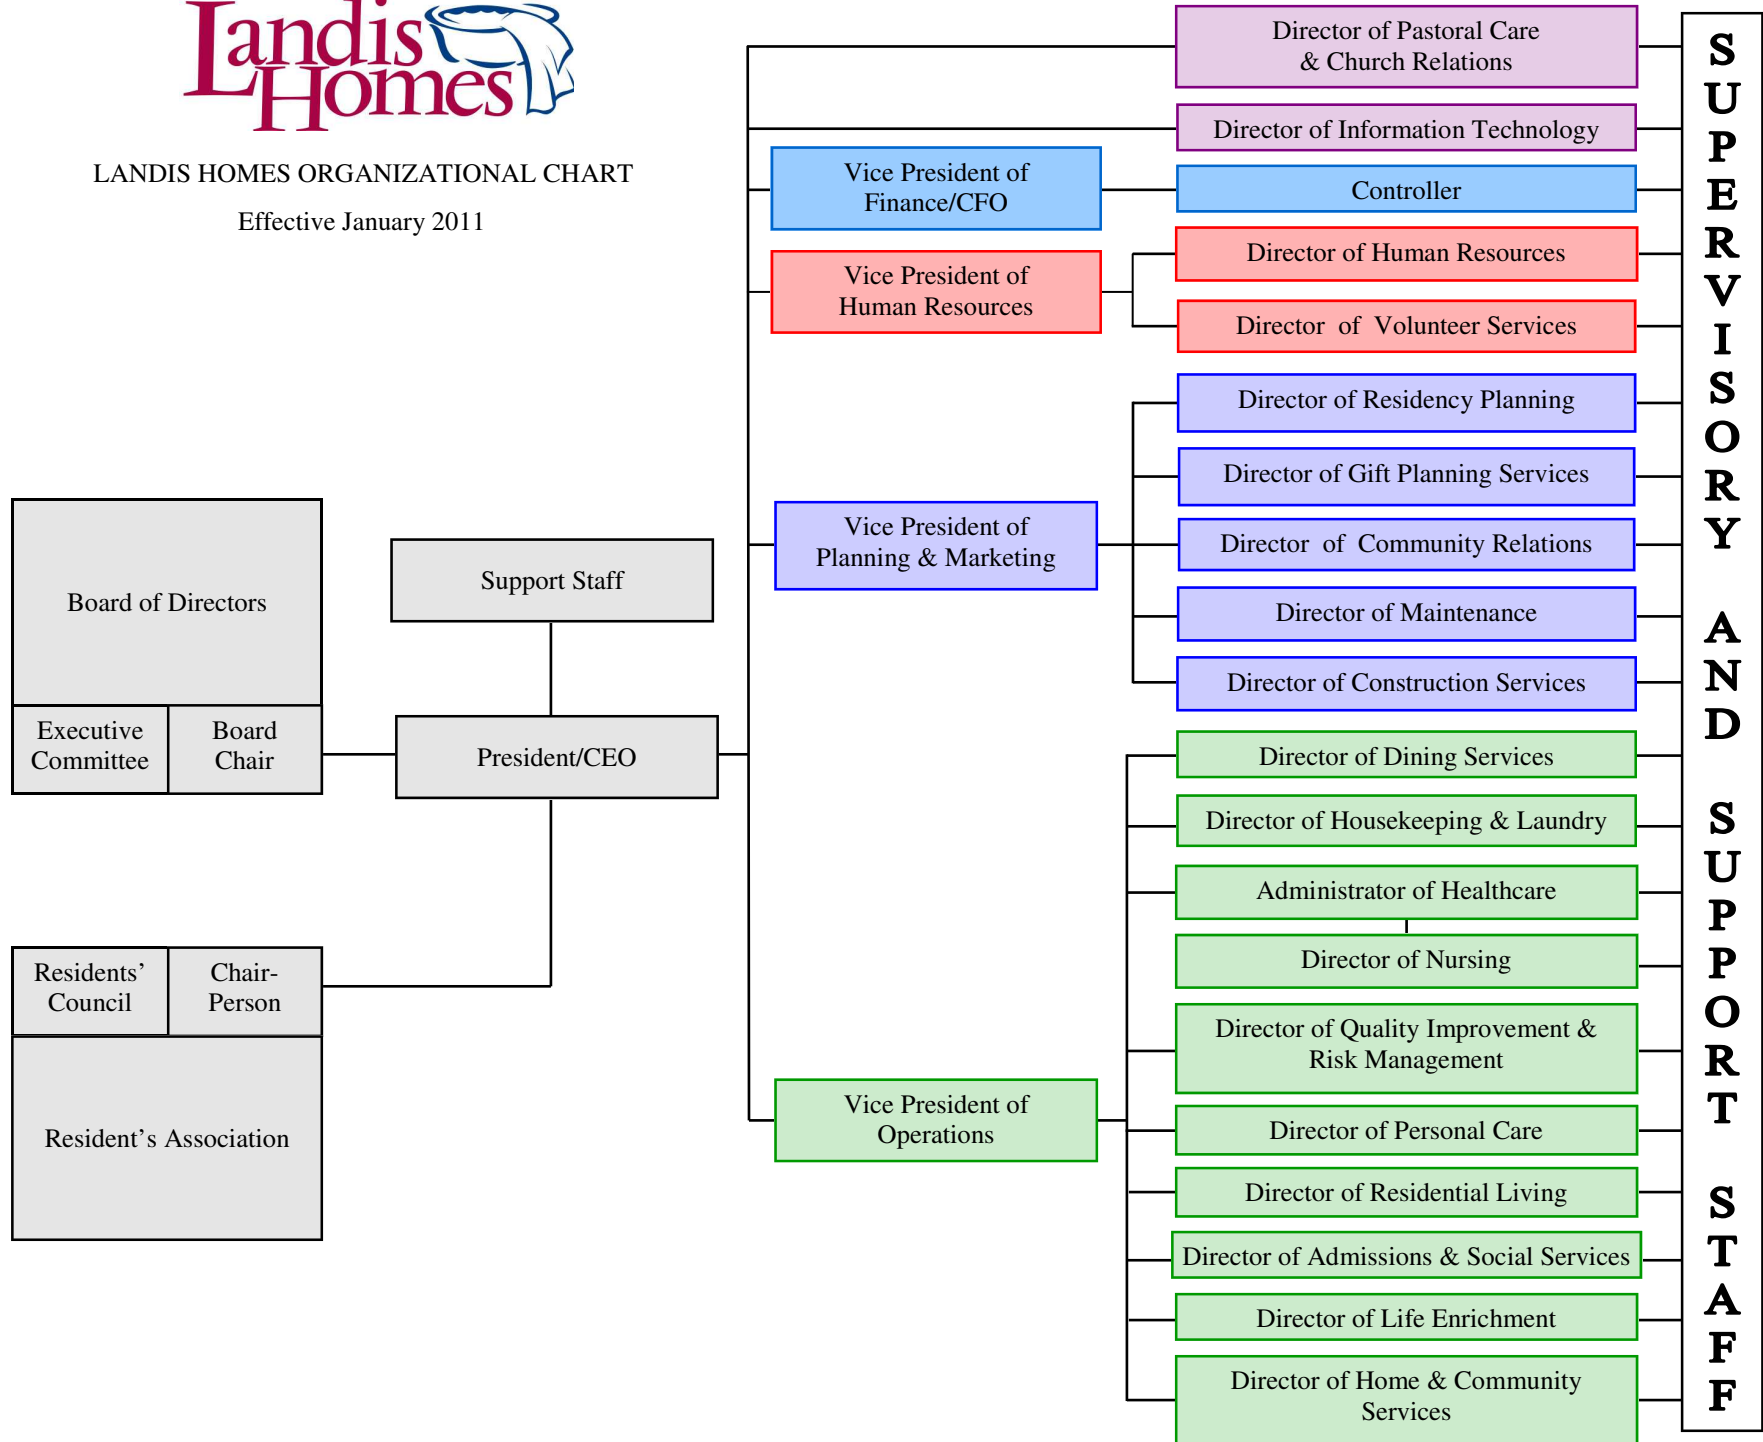 Landis
Homes
LANDIS HOMES ORGANIZATIONAL CHART
Effective January 2011
Board of Directors
Executive
Committee
Board
Chair
Support Staff
President/CEO
Residents’
Council
Chair-
Person
Resident’s Association
Vice President of
Finance/CFO
Vice President of
Human Resources
Vice President of
Planning & Marketing
Vice President of
Operations
Director of Pastoral Care
& Church Relations
Director of Information Technology
Controller
Director of Human Resources
Director of Volunteer Services
Director of Residency Planning
Director of Gift Planning Services
Director of Community Relations
Director of Maintenance
Director of Construction Services
Director of Dining Services
Director of Housekeeping & Laundry
Administrator of Healthcare
Director of Nursing
Director of Quality Improvement &
Risk Management
Director of Personal Care
Director of Residential Living
Director of Admissions & Social Services
Director of Life Enrichment
Director of Home & Community
Services
SUPERVISORY AND SUPPORT STAFF